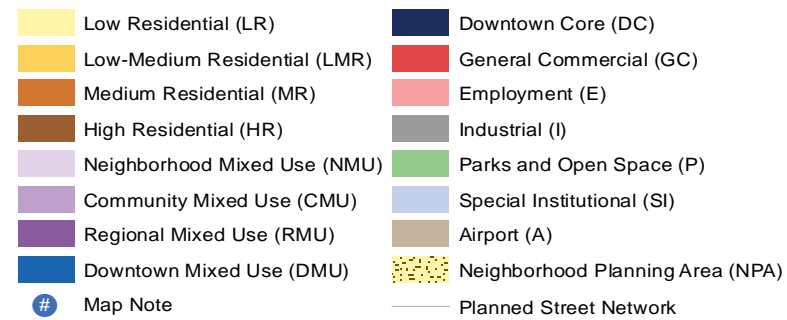 Low Residential (LR)
Low-Medium Residential (LMR)
Medium Residential (MR)
High Residential (HR)
Neighborhood Mixed Use (NMU)
Community Mixed Use (CMU)
Regional Mixed Use (RMU)
Downtown Mixed Use (DMU)
# Map Note
Downtown Core (DC)
General Commercial (GC)
Employment (E)
Industrial (I)
Parks and Open Space (P)
Special Institutional (SI)
Airport (A)
Neighborhood Planning Area (NPA)
Planned Street Network